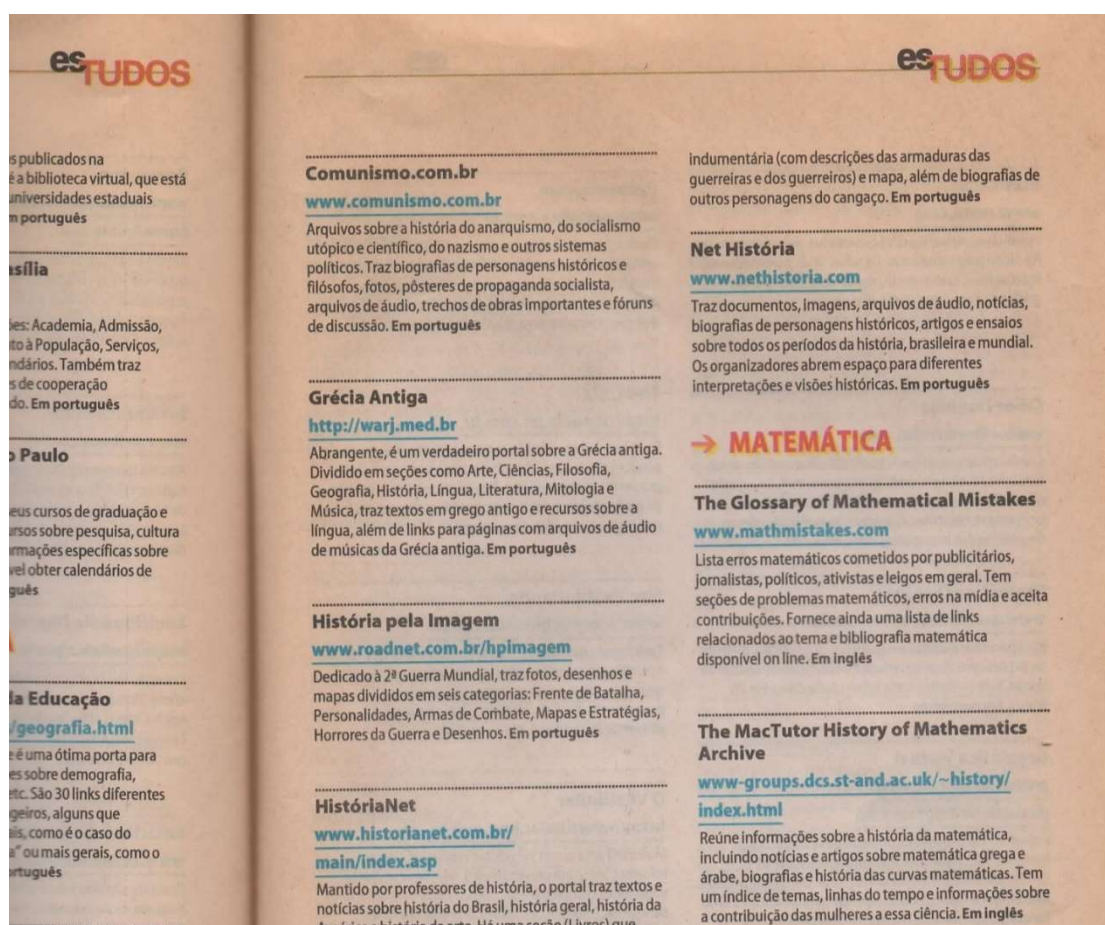 esTUDOS
publicados na
é a biblioteca virtual, que está
universidades estaduais
português
ões: Academia, Admissão,
to à População, Serviços,
ndários. Também traz
de cooperação
do. Em português
Paulo
eus cursos de graduação e
sobre pesquisa, cultura
específicas sobre
vel obter calendários de
guês
da Educação
/geografia.html
e é uma ótima porta para
es sobre demografia,
etc. São 30 links diferentes
geiros, alguns que
ais, como é o caso do
a" ou mais gerais, como o
esTUDOS
Comunismo.com.br
www.comunismo.com.br
Arquivos sobre a história do anarquismo, do socialismo
utópico e científico, do nazismo e outros sistemas
políticos. Traz biografias de personagens históricos e
filósofos, fotos, pôsteres de propaganda socialista,
arquivos de áudio, trechos de obras importantes e fóruns
de discussão. Em português
Grécia Antiga
http://warj.med.br
Abrangente, é um verdadeiro portal sobre a Grécia antiga.
Dividido em seções como Arte, Ciências, Filosofia,
Geografia, História, Língua, Literatura, Mitologia e
Música, traz textos em grego antigo e recursos sobre a
língua, além de links para páginas com arquivos de áudio
de músicas da Grécia antiga. Em português
História pela Imagem
www.roadnet.com.br/hpimagem
Dedicado à 2ª Guerra Mundial, traz fotos, desenhos e
mapas divididos em seis categorias: Frente de Batalha,
Personalidades, Armas de Combate, Mapas e Estratégias,
Horrores da Guerra e Desenhos. Em português
HistóriaNet
www.historianet.com.br/
main/index.asp
Mantido por professores de história, o portal traz textos e
notícias sobre história do Brasil, história geral, história da
América e história da arte. Há uma seção (Livros) que
indumentária (com descrições das armaduras das
guerreiras e dos guerreiros) e mapa, além de biografias de
outros personagens do cangaço. Em português
Net História
www.nethistoria.com
Traz documentos, imagens, arquivos de áudio, notícias,
biografias de personagens históricos, artigos e ensaios
sobre todos os períodos da história, brasileira e mundial.
Os organizadores abrem espaço para diferentes
interpretações e visões históricas. Em português
→ MATEMÁTICA
The Glossary of Mathematical Mistakes
www.mathmistakes.com
Lista erros matemáticos cometidos por publicitários,
jornalistas, políticos, ativistas e leigos em geral. Tem
seções de problemas matemáticos, erros na mídia e aceita
contribuições. Fornece ainda uma lista de links
relacionados ao tema e bibliografia matemática
disponível on line. Em inglês
The MacTutor History of Mathematics
Archive
www-groups.dcs.st-and.ac.uk/~history/
index.html
Reúne informações sobre a história da matemática,
incluindo notícias e artigos sobre matemática grega e
árabe, biografias e história das curvas matemáticas. Tem
um índice de temas, linhas do tempo e informações sobre
a contribuição das mulheres a essa ciência. Em inglês